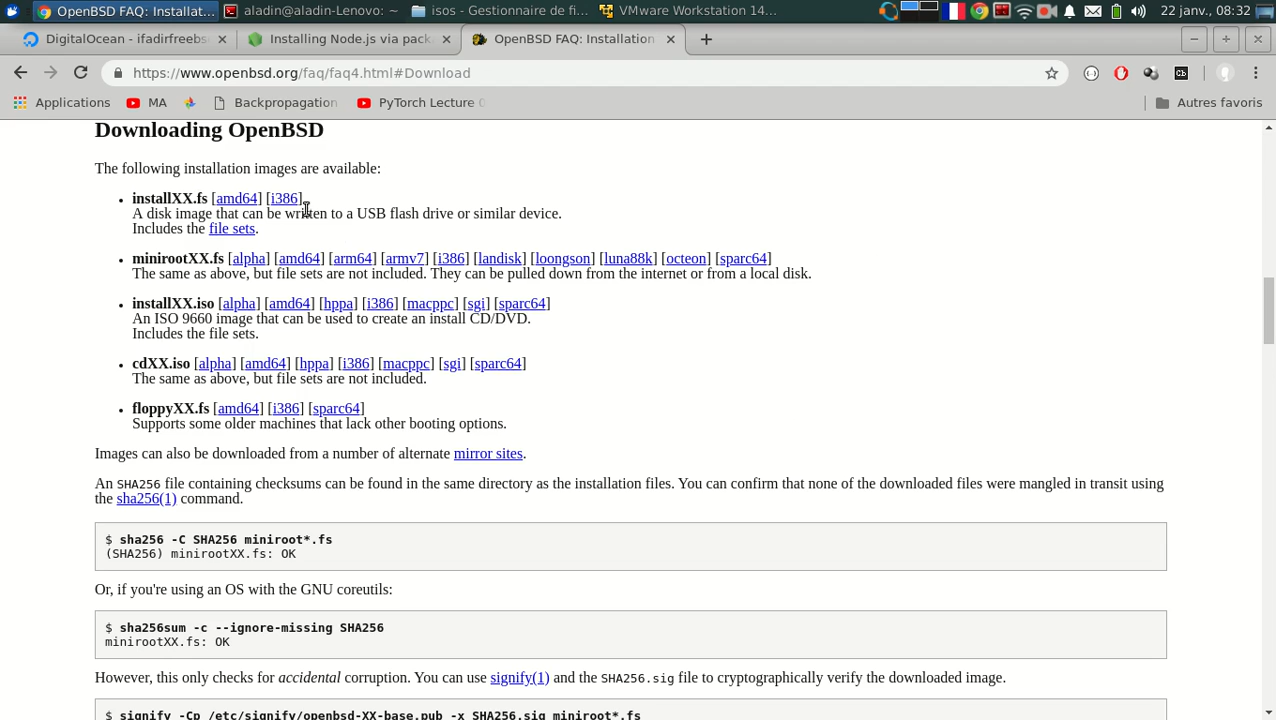 OpenBSD FAQ: Installat
aladin@aladin-Lenovo: ~
isos - Gestionnaire de fi...
VMware Workstation 14...
22 janv., 08:32
DigitalOcean - ifadirfreebs
Installing Node.js via pack
OpenBSD FAQ: Installation
https://www.openbsd.org/faq/faq4.html#Download
Cb
Applications
MA
Backpropagation
PyTorch Lecture 0
Autres favoris
Downloading OpenBSD
The following installation images are available:
• installXX.fs [amd64] [i386]
A disk image that can be written to a USB flash drive or similar device.
Includes the file sets.
• minirootXX.fs [alpha] [amd64] [arm64] [armv7] [i386] [landisk] [loongson] [luna88k] [octeon] [sparc64]
The same as above, but file sets are not included. They can be pulled down from the internet or from a local disk.
• installXX.iso [alpha] [amd64] [hppa] [i386] [macppc] [sgi] [sparc64]
An ISO 9660 image that can be used to create an install CD/DVD.
Includes the file sets.
• cdXX.iso [alpha] [amd64] [hppa] [i386] [macppc] [sgi] [sparc64]
The same as above, but file sets are not included.
• floppyXX.fs [amd64] [i386] [sparc64]
Supports some older machines that lack other booting options.
Images can also be downloaded from a number of alternate mirror sites.
An SHA256 file containing checksums can be found in the same directory as the installation files. You can confirm that none of the downloaded files were mangled in transit using
the sha256(1) command.
$ sha256 -C SHA256 miniroot*.fs
(SHA256) minirootXX.fs: OK
Or, if you're using an OS with the GNU coreutils:
$ sha256sum -c --ignore-missing SHA256
minirootXX.fs: OK
However, this only checks for accidental corruption. You can use signify(1) and the SHA256.sig file to cryptographically verify the downloaded image.
$ signify -Cp /etc/signify/openbsd-XX-base.pub -x SHA256.sig miniroot*.fs